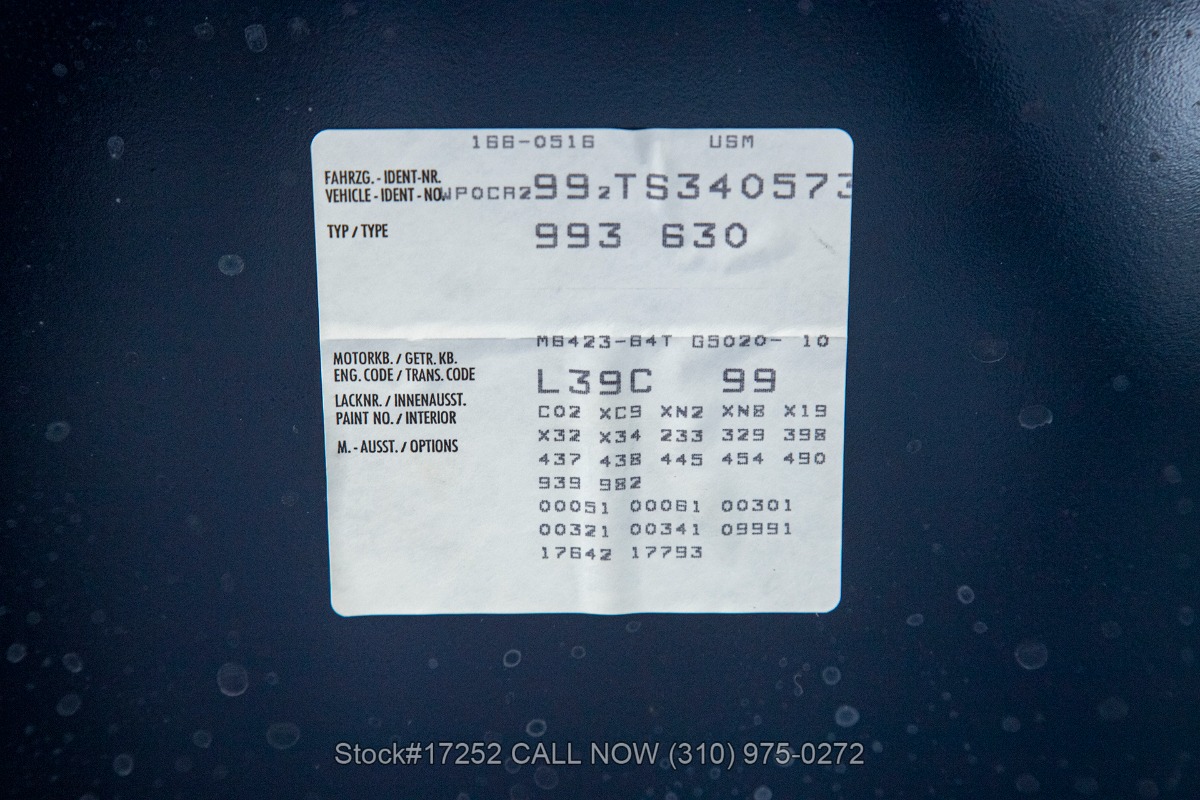 166-0516 USM
FAHRZG. - IDENT-NR.
VEHICLE - IDENT - NO. WP0CA2992TS340573
TYP / TYPE 993 630
M6423-64T G5020- 10
MOTORKB. / GETR. KB.
ENG. CODE / TRANS. CODE
L39C 99
LACKNR. / INNENAUSST.
PAINT NO. / INTERIOR
C02 XC9 XN2 XN8 X19
X32 X34 233 329 398
M. - AUSST. / OPTIONS
437 438 445 454 490
939 982
00051 00061 00301
00321 00341 09991
17642 17793
Stock#17252 CALL NOW (310) 975-0272